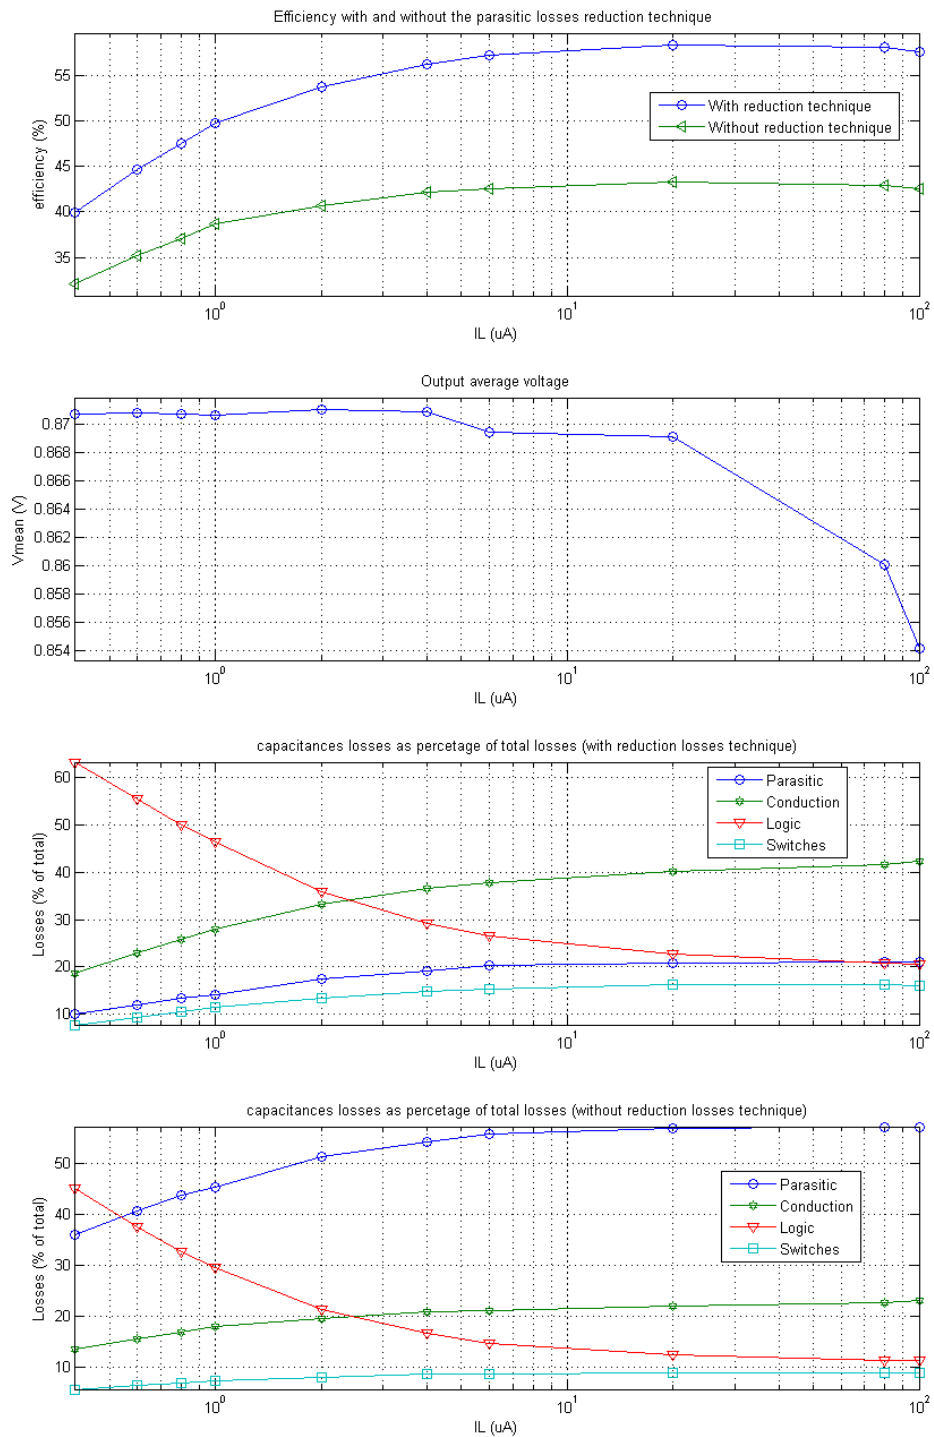 Efficiency with and without the parasitic losses reduction technique
efficiency (%)
55
50
45
40
35
With reduction technique
Without reduction technique
10^0
10^1
10^2
IL (uA)
Output average voltage
Vmean (V)
0.87
0.868
0.866
0.864
0.862
0.86
0.858
0.856
0.854
10^0
10^1
10^2
IL (uA)
capacitances losses as percetage of total losses (with reduction losses technique)
Losses (% of total)
60
50
40
30
20
10
Parasitic
Conduction
Logic
Switches
10^0
10^1
10^2
IL (uA)
capacitances losses as percetage of total losses (without reduction losses technique)
Losses (% of total)
50
40
30
20
10
Parasitic
Conduction
Logic
Switches
10^0
10^1
10^2
IL (uA)